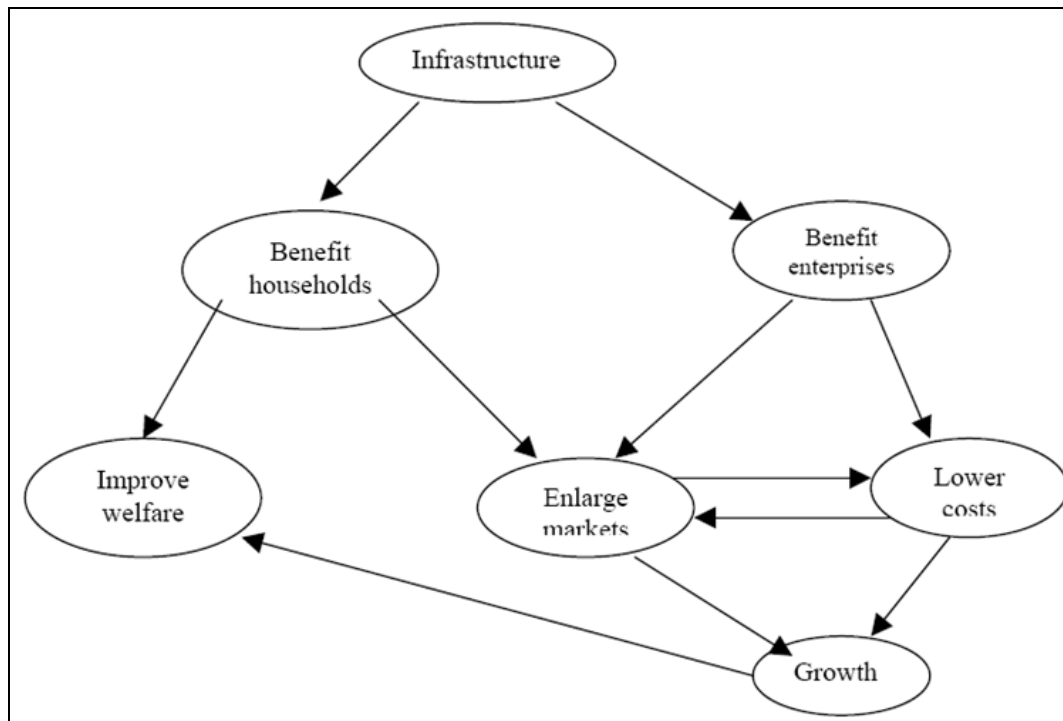 Infrastructure
Benefit
households
Benefit
enterprises
Improve
welfare
Enlarge
markets
Lower
costs
Growth